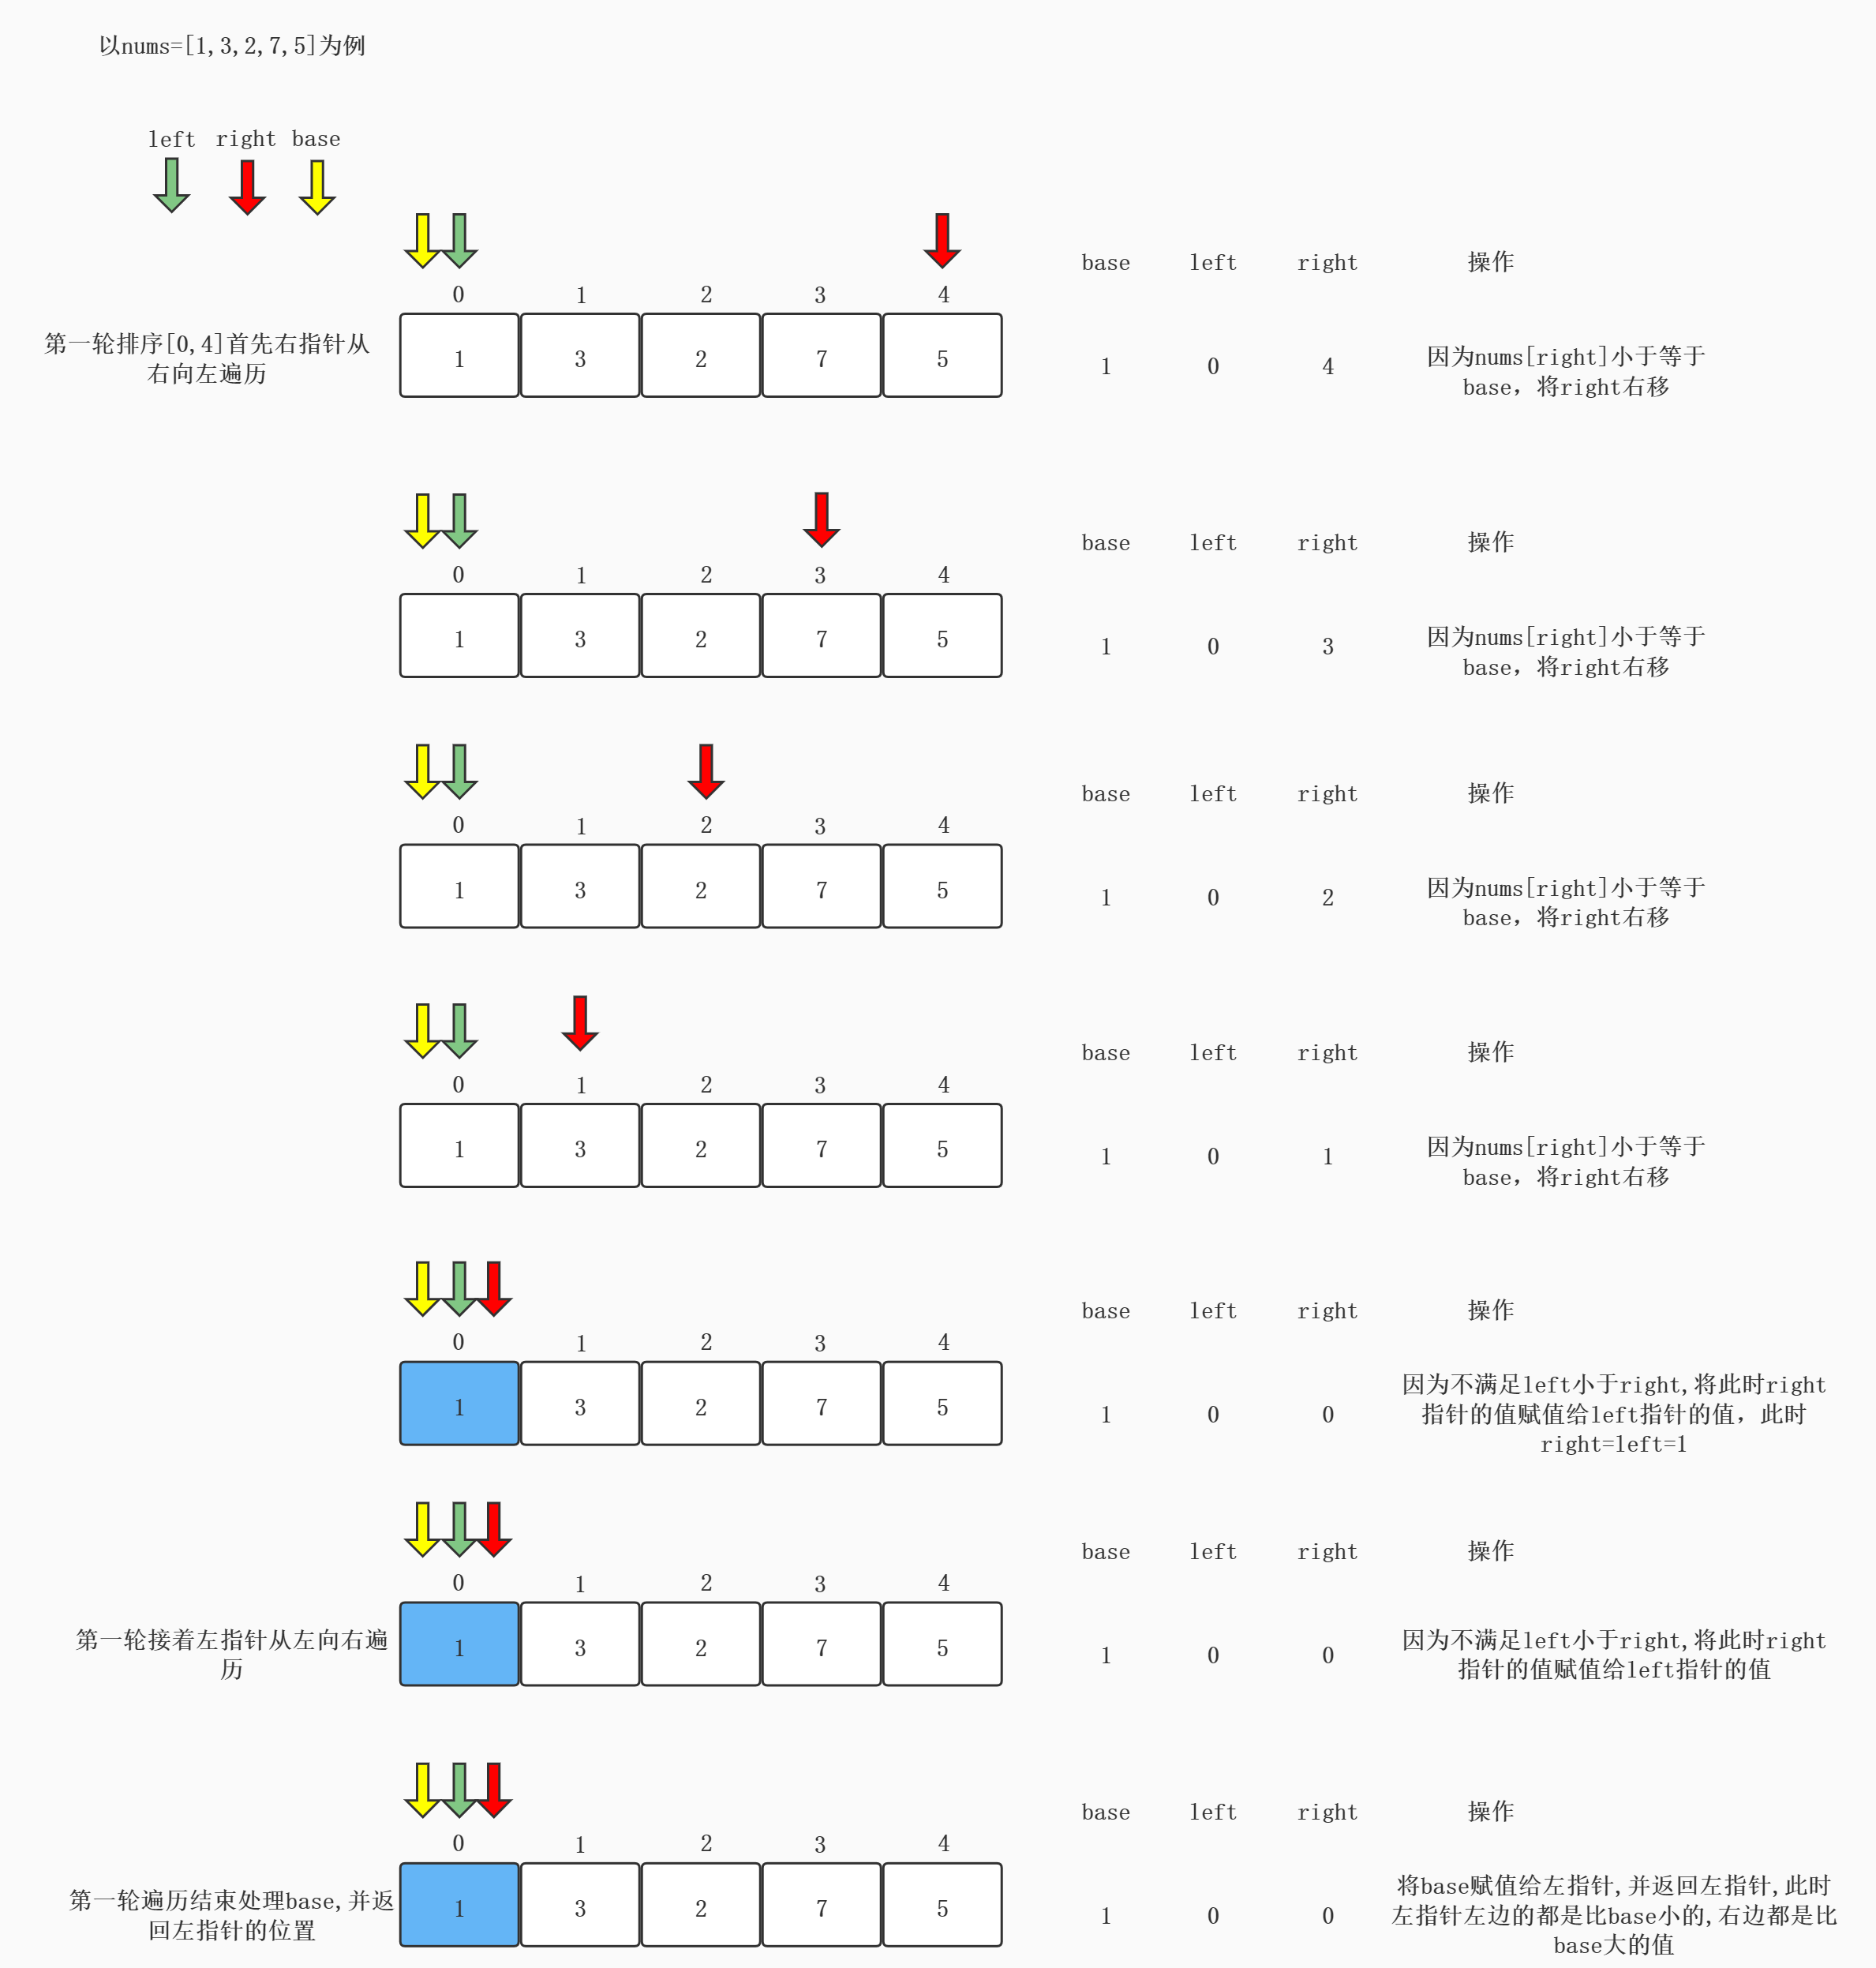 以nums=[1,3,2,7,5]为例
left right base
0 1 2 3 4
base left right 操作
第一轮排序[0,4]首先右指针从
右向左遍历
1 3 2 7 5
1 0 4
因为nums[right]小于等于
base，将right右移
0 1 2 3 4
base left right 操作
1 3 2 7 5
1 0 3
因为nums[right]小于等于
base，将right右移
0 1 2 3 4
base left right 操作
1 3 2 7 5
1 0 2
因为nums[right]小于等于
base，将right右移
0 1 2 3 4
base left right 操作
1 3 2 7 5
1 0 1
因为nums[right]小于等于
base，将right右移
0 1 2 3 4
base left right 操作
1 3 2 7 5
1 0 0
因为不满足left小于right,将此时right
指针的值赋值给left指针的值，此时
right=left=1
0 1 2 3 4
base left right 操作
第一轮接着左指针从左向右遍
历
1 3 2 7 5
1 0 0
因为不满足left小于right,将此时right
指针的值赋值给left指针的值
0 1 2 3 4
base left right 操作
第一轮遍历结束处理base,并返
回左指针的位置
1 3 2 7 5
1 0 0
将base赋值给左指针,并返回左指针,此时
左指针左边的都是比base小的,右边都是比
base大的值